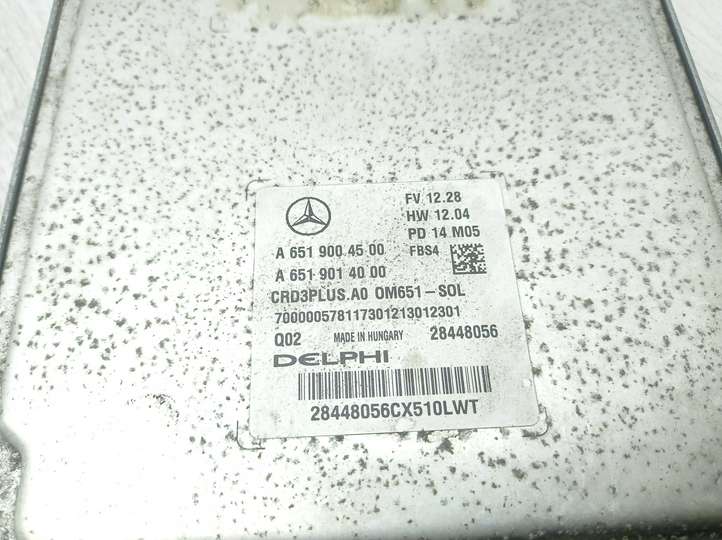 FV 12.28
HW 12.04
PD 14 M05
A 651 900 45 00 FBS4
A 651 901 40 00
CRD3PLUS.A0 OM651-SOL
700000578117301213012301
Q02 MADE IN HUNGARY 28448056
DELPHI
28448056CX510LWT